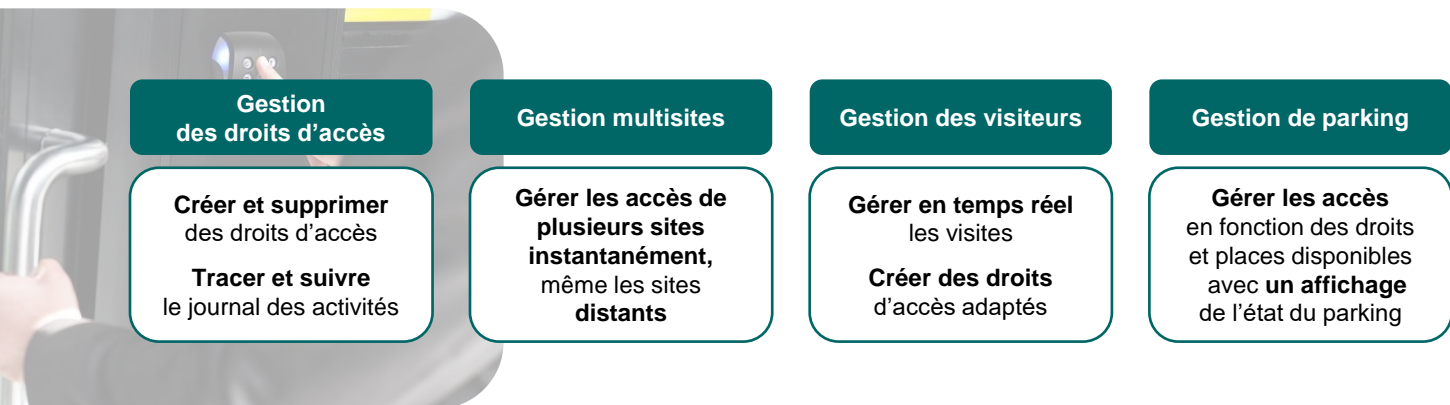 Gestion
des droits d’accès
Créer et supprimer
des droits d’accès
Tracer et suivre
le journal des activités
Gestion multisites
Gérer les accès de
plusieurs sites
instantanément,
même les sites
distants
Gestion des visiteurs
Gérer en temps réel
les visites
Créer des droits
d’accès adaptés
Gestion de parking
Gérer les accès
en fonction des droits
et places disponibles
avec un affichage
de l’état du parking